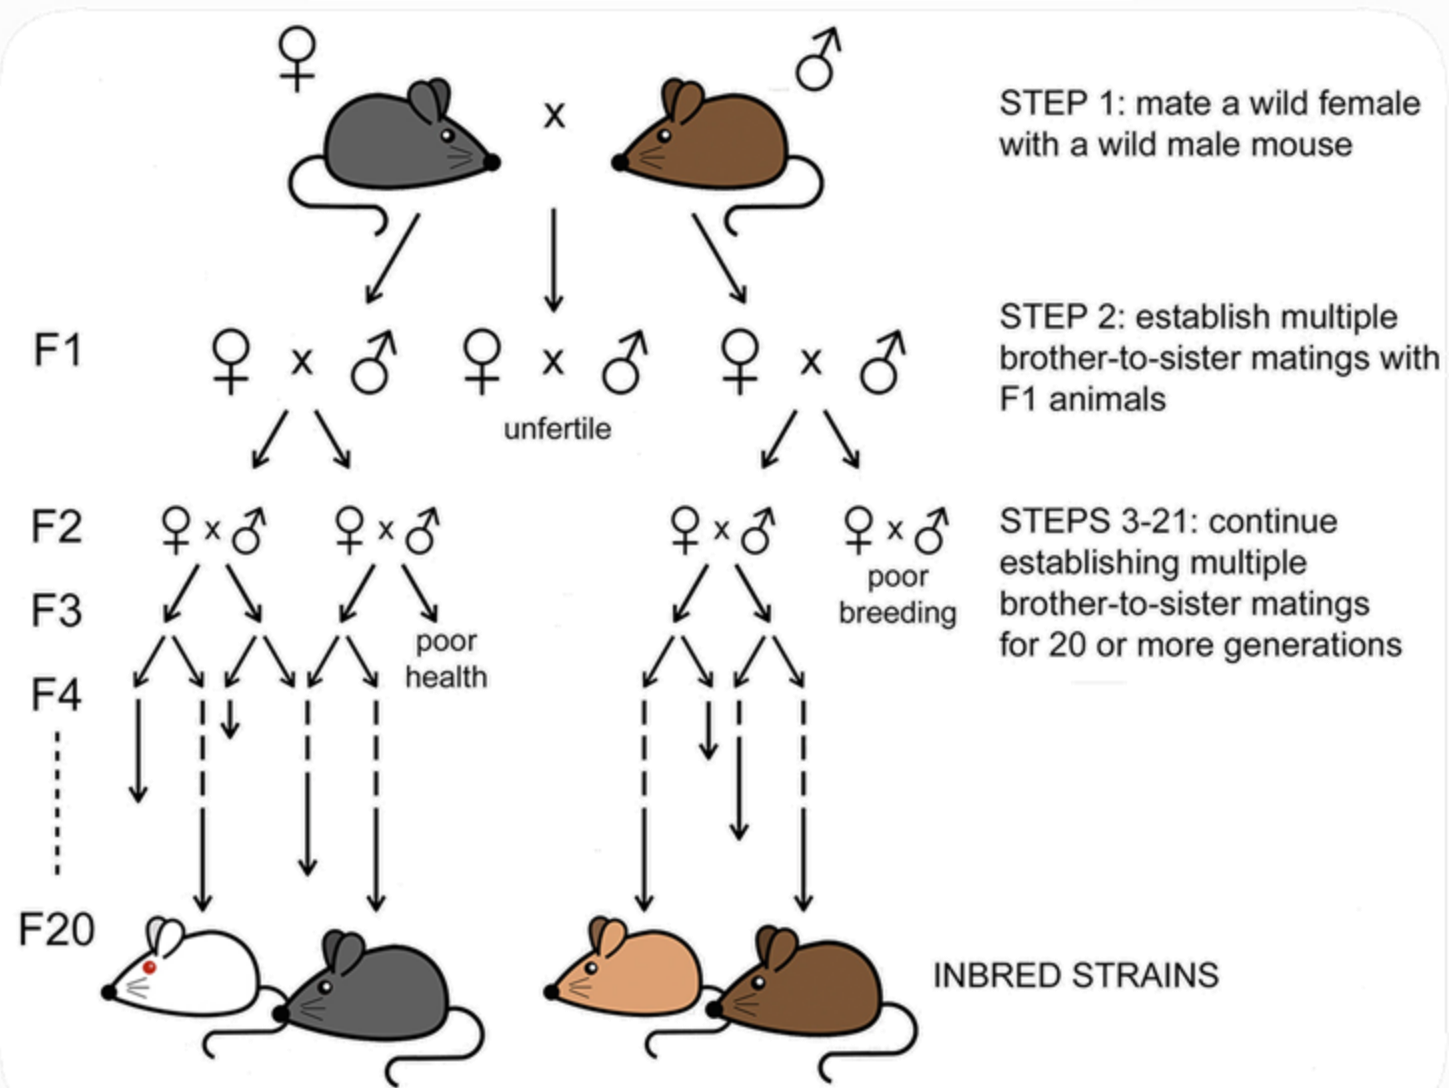 ♀
♂
x
STEP 1: mate a wild female
with a wild male mouse
F1
♀ x ♂ ♀ x ♂ ♀ x ♂
unfertile
STEP 2: establish multiple
brother-to-sister matings with
F1 animals
F2
♀ x ♂ ♀ x ♂ ♀ x ♂ ♀ x ♂
poor
breeding
STEPS 3-21: continue
establishing multiple
brother-to-sister matings
for 20 or more generations
F3
poor
health
F4
F20
INBRED STRAINS